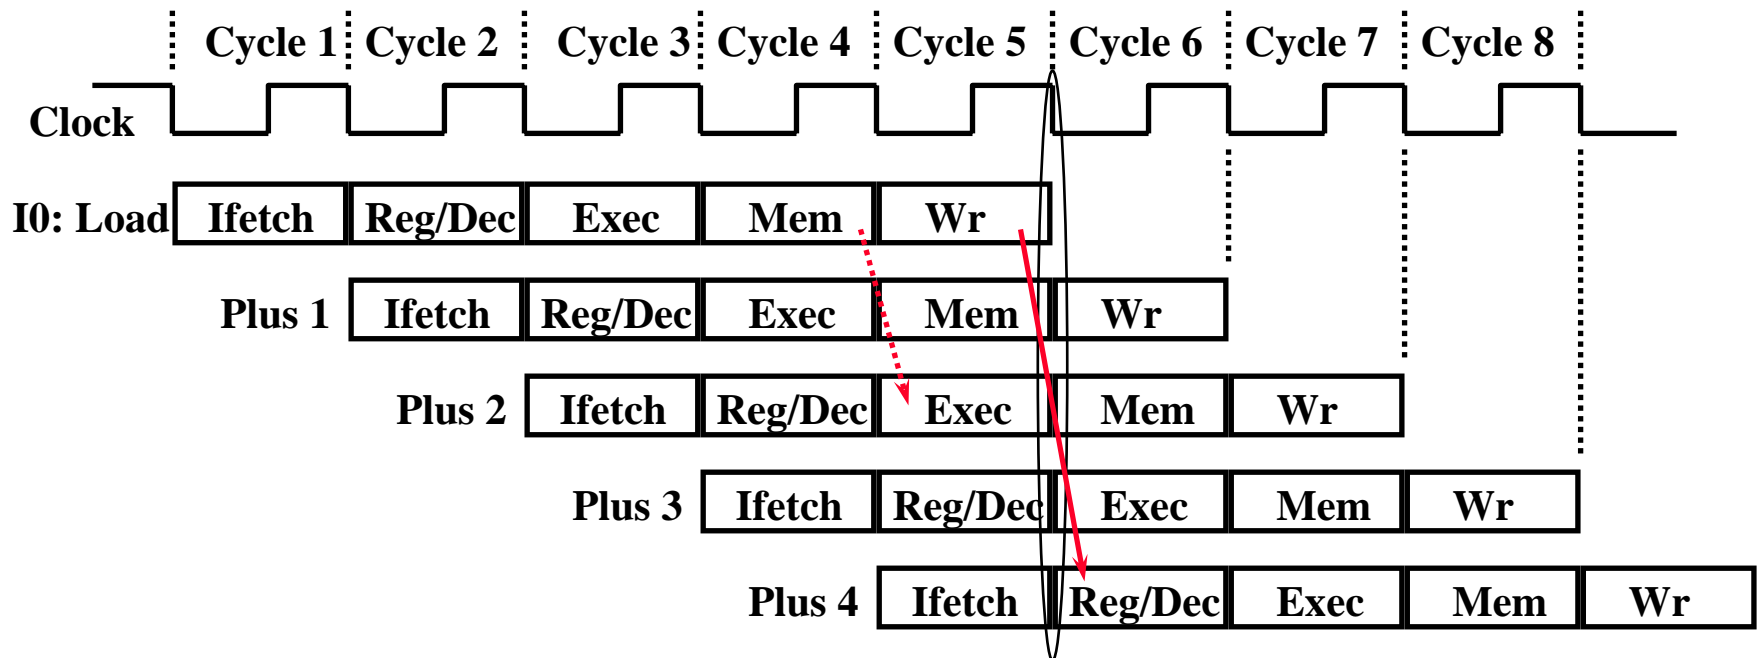 Cycle 1 Cycle 2 Cycle 3 Cycle 4 Cycle 5 Cycle 6 Cycle 7 Cycle 8
Clock
I0: Load Ifetch Reg/Dec Exec Mem Wr
Plus 1 Ifetch Reg/Dec Exec Mem Wr
Plus 2 Ifetch Reg/Dec Exec Mem Wr
Plus 3 Ifetch Reg/Dec Exec Mem Wr
Plus 4 Ifetch Reg/Dec Exec Mem Wr